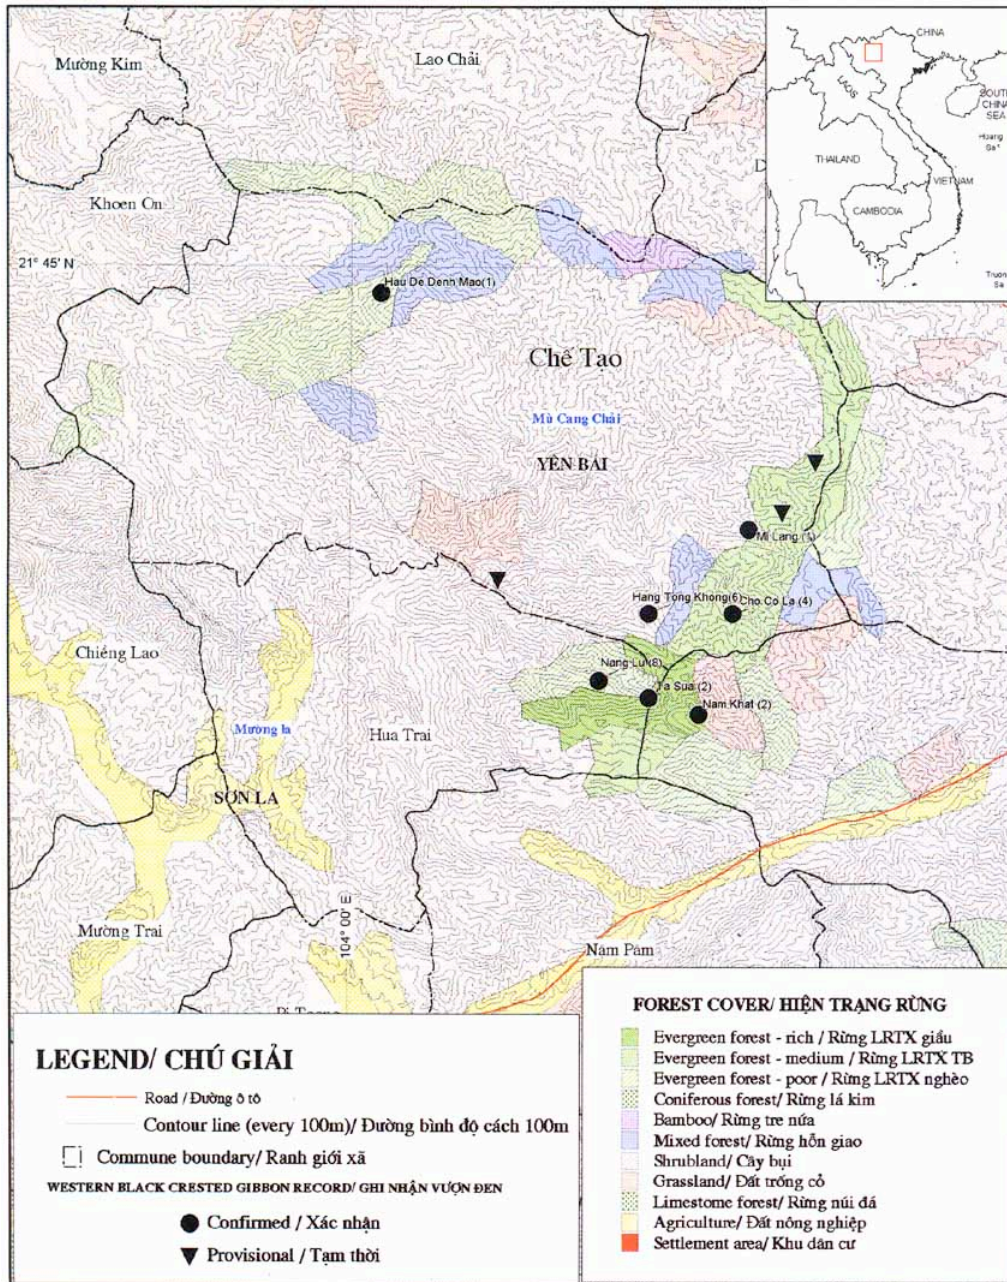 Mường Kim
Lao Chải
Khoen On
21° 45' N
Hau De Denh Mao(1)
Chế Tạo
Mù Cang Chải
YÊN BÁI
Mi Lang (1)
Hang Tong Khong(6)
Cho Co La (4)
Nang Lu (8)
Ta Sua (2)
Nam Khat (2)
Chiéng Lao
Mường la
Hua Trai
SƠN LA
Mường Trai
104° 00' E
Nàm Pàm
CHINA
LAOS
SOUTH
CHINA
SEA
Hoang
Sa
THAILAND
VIETNAM
CAMBODIA
Truon
Sa
LEGEND/ CHÚ GIẢI
Road / Đường ô tô
Contour line (every 100m)/ Đường bình độ cách 100m
Commune boundary/ Ranh giới xã
WESTERN BLACK CRESTED GIBBON RECORD/ GHI NHẬN VƯỢN ĐEN
Confirmed / Xác nhận
Provisional / Tạm thời
FOREST COVER/ HIỆN TRẠNG RỪNG
Evergreen forest - rich / Rừng LRTX giầu
Evergreen forest - medium / Rừng LRTX TB
Evergreen forest - poor / Rừng LRTX nghèo
Coniferous forest/ Rừng lá kim
Bamboo/ Rừng tre nứa
Mixed forest/ Rừng hỗn giao
Shrubland/ Cây bụi
Grassland/ Đất trống cỏ
Limestome forest/ Rừng núi đá
Agriculture/ Đất nông nghiệp
Settlement area/ Khu dân cư